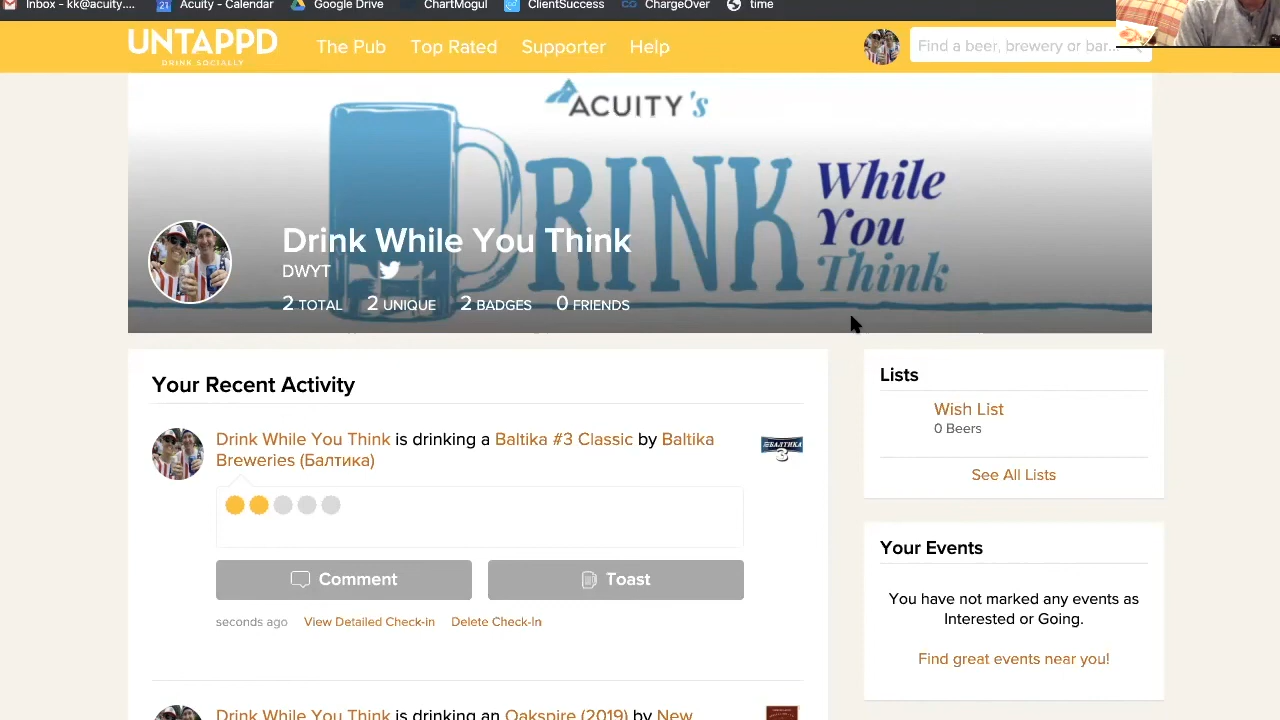 Inbox - kk@acuity....
21
Acuity - Calendar
Google Drive
ChartMogul
ClientSuccess
CO
ChargeOver
time
UNTAPPD
DRINK SOCIALLY
The Pub
Top Rated
Supporter
Help
Find a beer, brewery or bar...
ACUITY's
DRINK
While
You
Think
Drink While You Think
DWYT
2 TOTAL 2 UNIQUE 2 BADGES 0 FRIENDS
Your Recent Activity
Drink While You Think is drinking a Baltika #3 Classic by Baltika
Breweries (Балтика)
БАЛТИКА
3
Comment
Toast
seconds ago View Detailed Check-in Delete Check-In
Drink While You Think is drinking an Oakspire (2019) by New
Lists
Wish List
0 Beers
See All Lists
Your Events
You have not marked any events as
Interested or Going.
Find great events near you!